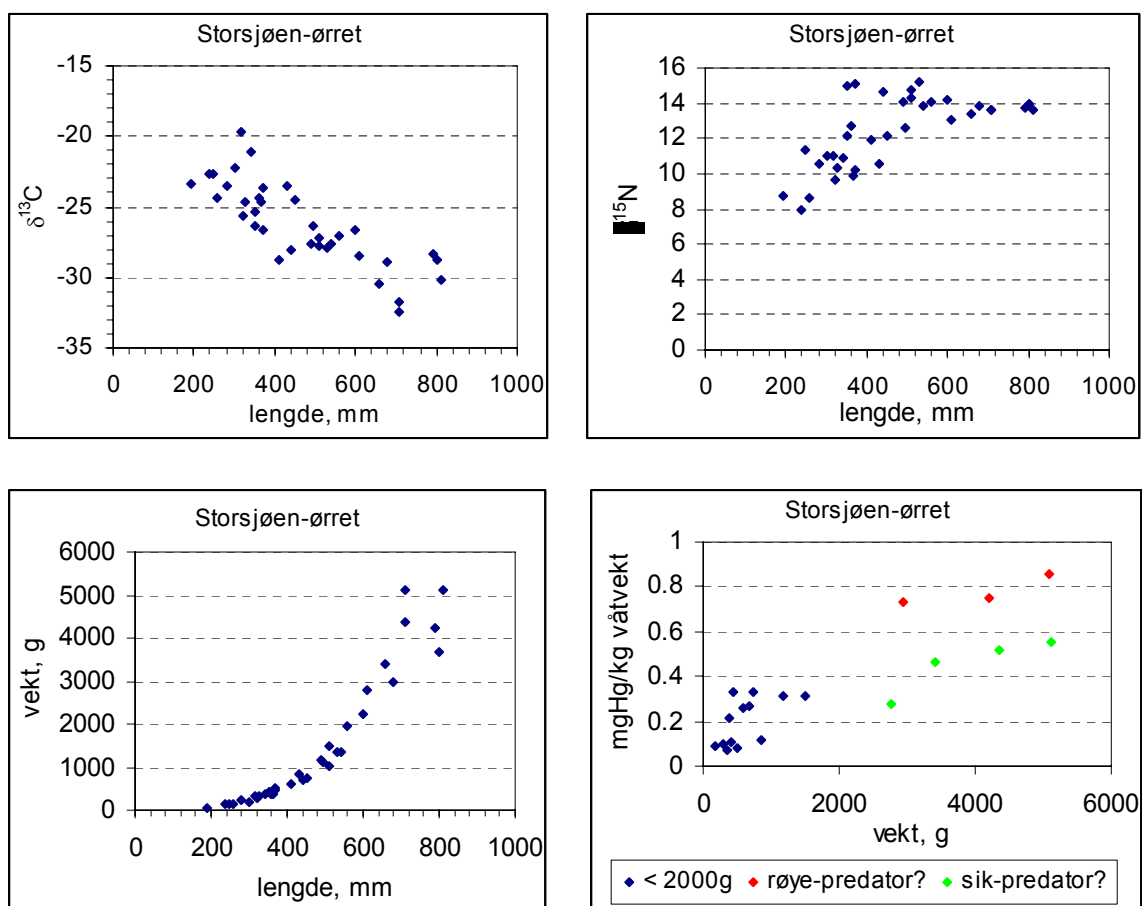 Storsjøen-ørret
-15
-20
-25
-30
-35
δ¹³C
0 200 400 600 800 1000
lengde, mm
Storsjøen-ørret
16
14
12
10
8
6
4
2
0
¹⁵N
0 200 400 600 800 1000
lengde, mm
Storsjøen-ørret
6000
5000
4000
3000
2000
1000
0
vekt, g
0 200 400 600 800 1000
lengde, mm
Storsjøen-ørret
1
0.8
0.6
0.4
0.2
0
mgHg/kg våtvekt
0 2000 4000 6000
vekt, g
< 2000g røye-predator? sik-predator?